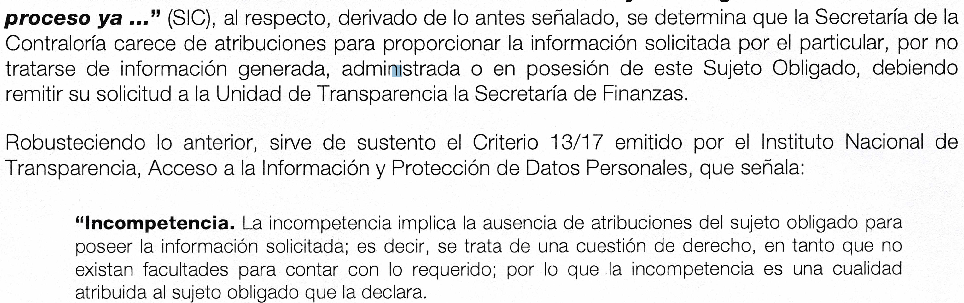 proceso ya ...” (SIC), al respecto, derivado de lo antes señalado, se determina que la Secretaría de la
Contraloría carece de atribuciones para proporcionar la información solicitada por el particular, por no
tratarse de información generada, administrada o en posesión de este Sujeto Obligado, debiendo
remitir su solicitud a la Unidad de Transparencia la Secretaría de Finanzas.
Robusteciendo lo anterior, sirve de sustento el Criterio 13/17 emitido por el Instituto Nacional de
Transparencia, Acceso a la Información y Protección de Datos Personales, que señala:
“Incompetencia. La incompetencia implica la ausencia de atribuciones del sujeto obligado para
poseer la información solicitada; es decir, se trata de una cuestión de derecho, en tanto que no
existan facultades para contar con lo requerido; por lo que la incompetencia es una cualidad
atribuida al sujeto obligado que la declara.